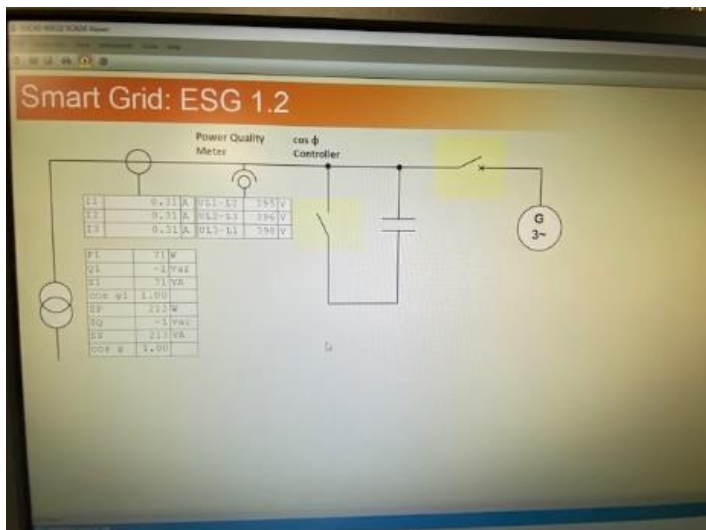 Smart Grid: ESG 1.2
Power Quality Meter
cos ϕ Controller
I1 0.31 A UL1-L2 395 V
I2 0.31 A UL2-L3 396 V
I3 0.31 A UL3-L1 398 V
P1 71 W
Q1 -1 var
S1 71 VA
cos φ1 1.00
ΣP 212 W
ΣQ var
ΣS 213 VA
1.00
G
3~